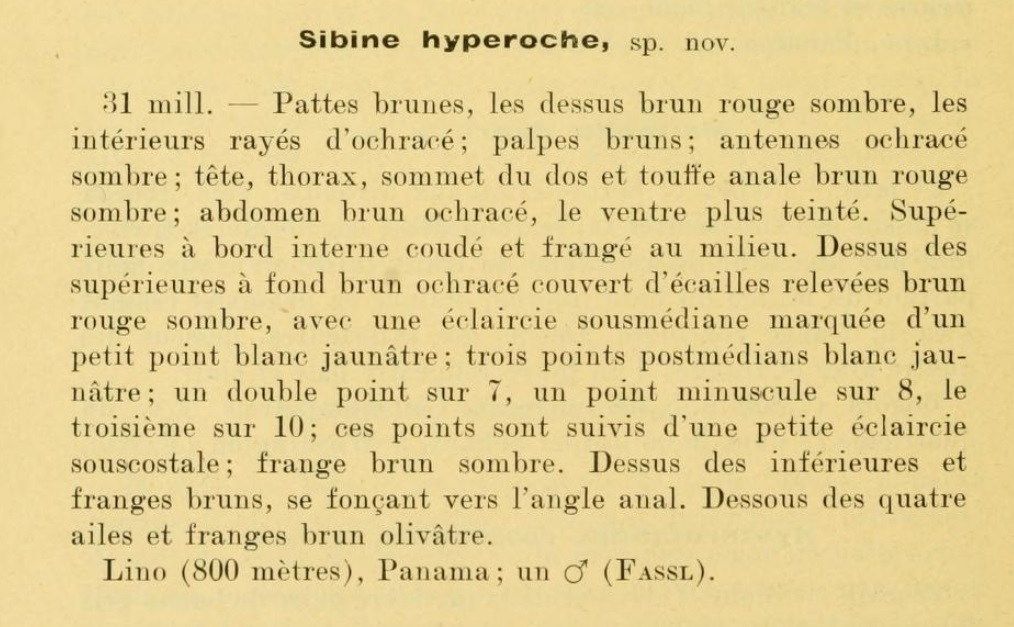 Sibine hyperoche, sp. nov.
31 mill. — Pattes brunes, les dessus brun rouge sombre, les
intérieurs rayés d'ochracé; palpes bruns; antennes ochracé
sombre; tête, thorax, sommet du dos et touffe anale brun rouge
sombre; abdomen brun ochracé, le ventre plus teinté. Supé-
rieures à bord interne coudé et frangé au milieu. Dessus des
supérieures à fond brun ochracé couvert d'écailles relevées brun
rouge sombre, avec une éclaircie sousmédiane marquée d'un
petit point blanc jaunâtre; trois points postmédians blanc jau-
nâtre; un double point sur 7, un point minuscule sur 8, le
troisième sur 10; ces points sont suivis d'une petite éclaircie
souscostale; frange brun sombre. Dessus des inférieures et
franges bruns, se fonçant vers l'angle anal. Dessous des quatre
ailes et franges brun olivâtre.
Lino (800 mètres), Panama; un ♂ (FASSL).